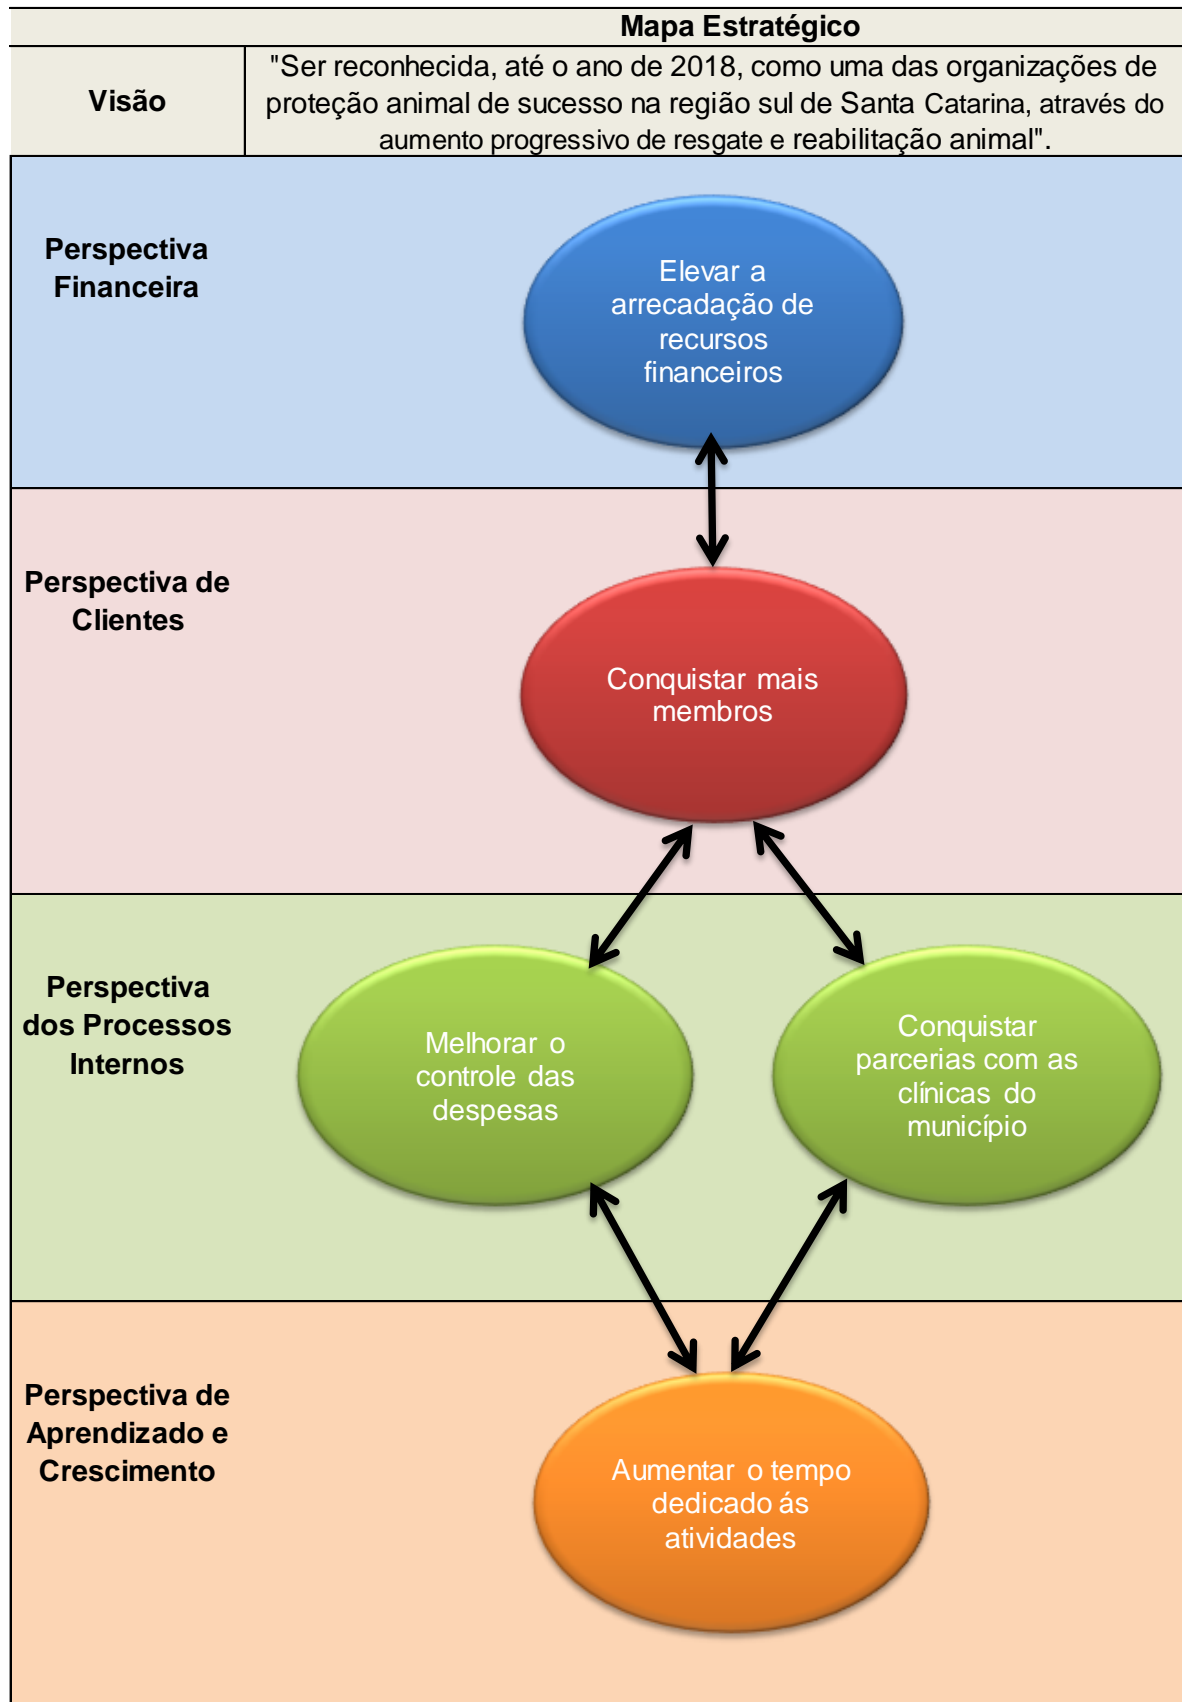 Mapa Estratégico
Visão
"Ser reconhecida, até o ano de 2018, como uma das organizações de
proteção animal de sucesso na região sul de Santa Catarina, através do
aumento progressivo de resgate e reabilitação animal".
Perspectiva
Financeira
Elevar a
arrecadação de
recursos
financeiros
Perspectiva de
Clientes
Conquistar mais
membros
Perspectiva
dos Processos
Internos
Melhorar o
controle das
despesas
Conquistar
parcerias com as
clínicas do
município
Perspectiva de
Aprendizado e
Crescimento
Aumentar o tempo
dedicado ás
atividades